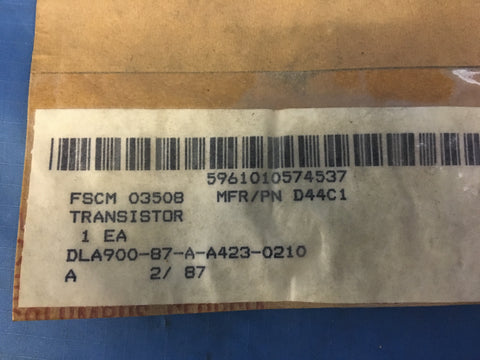 5961010574537
FSCM 03508 MFR/PN D44C1
TRANSISTOR
1 EA
DLA900-87-A-A423-0210
A 2/ 87